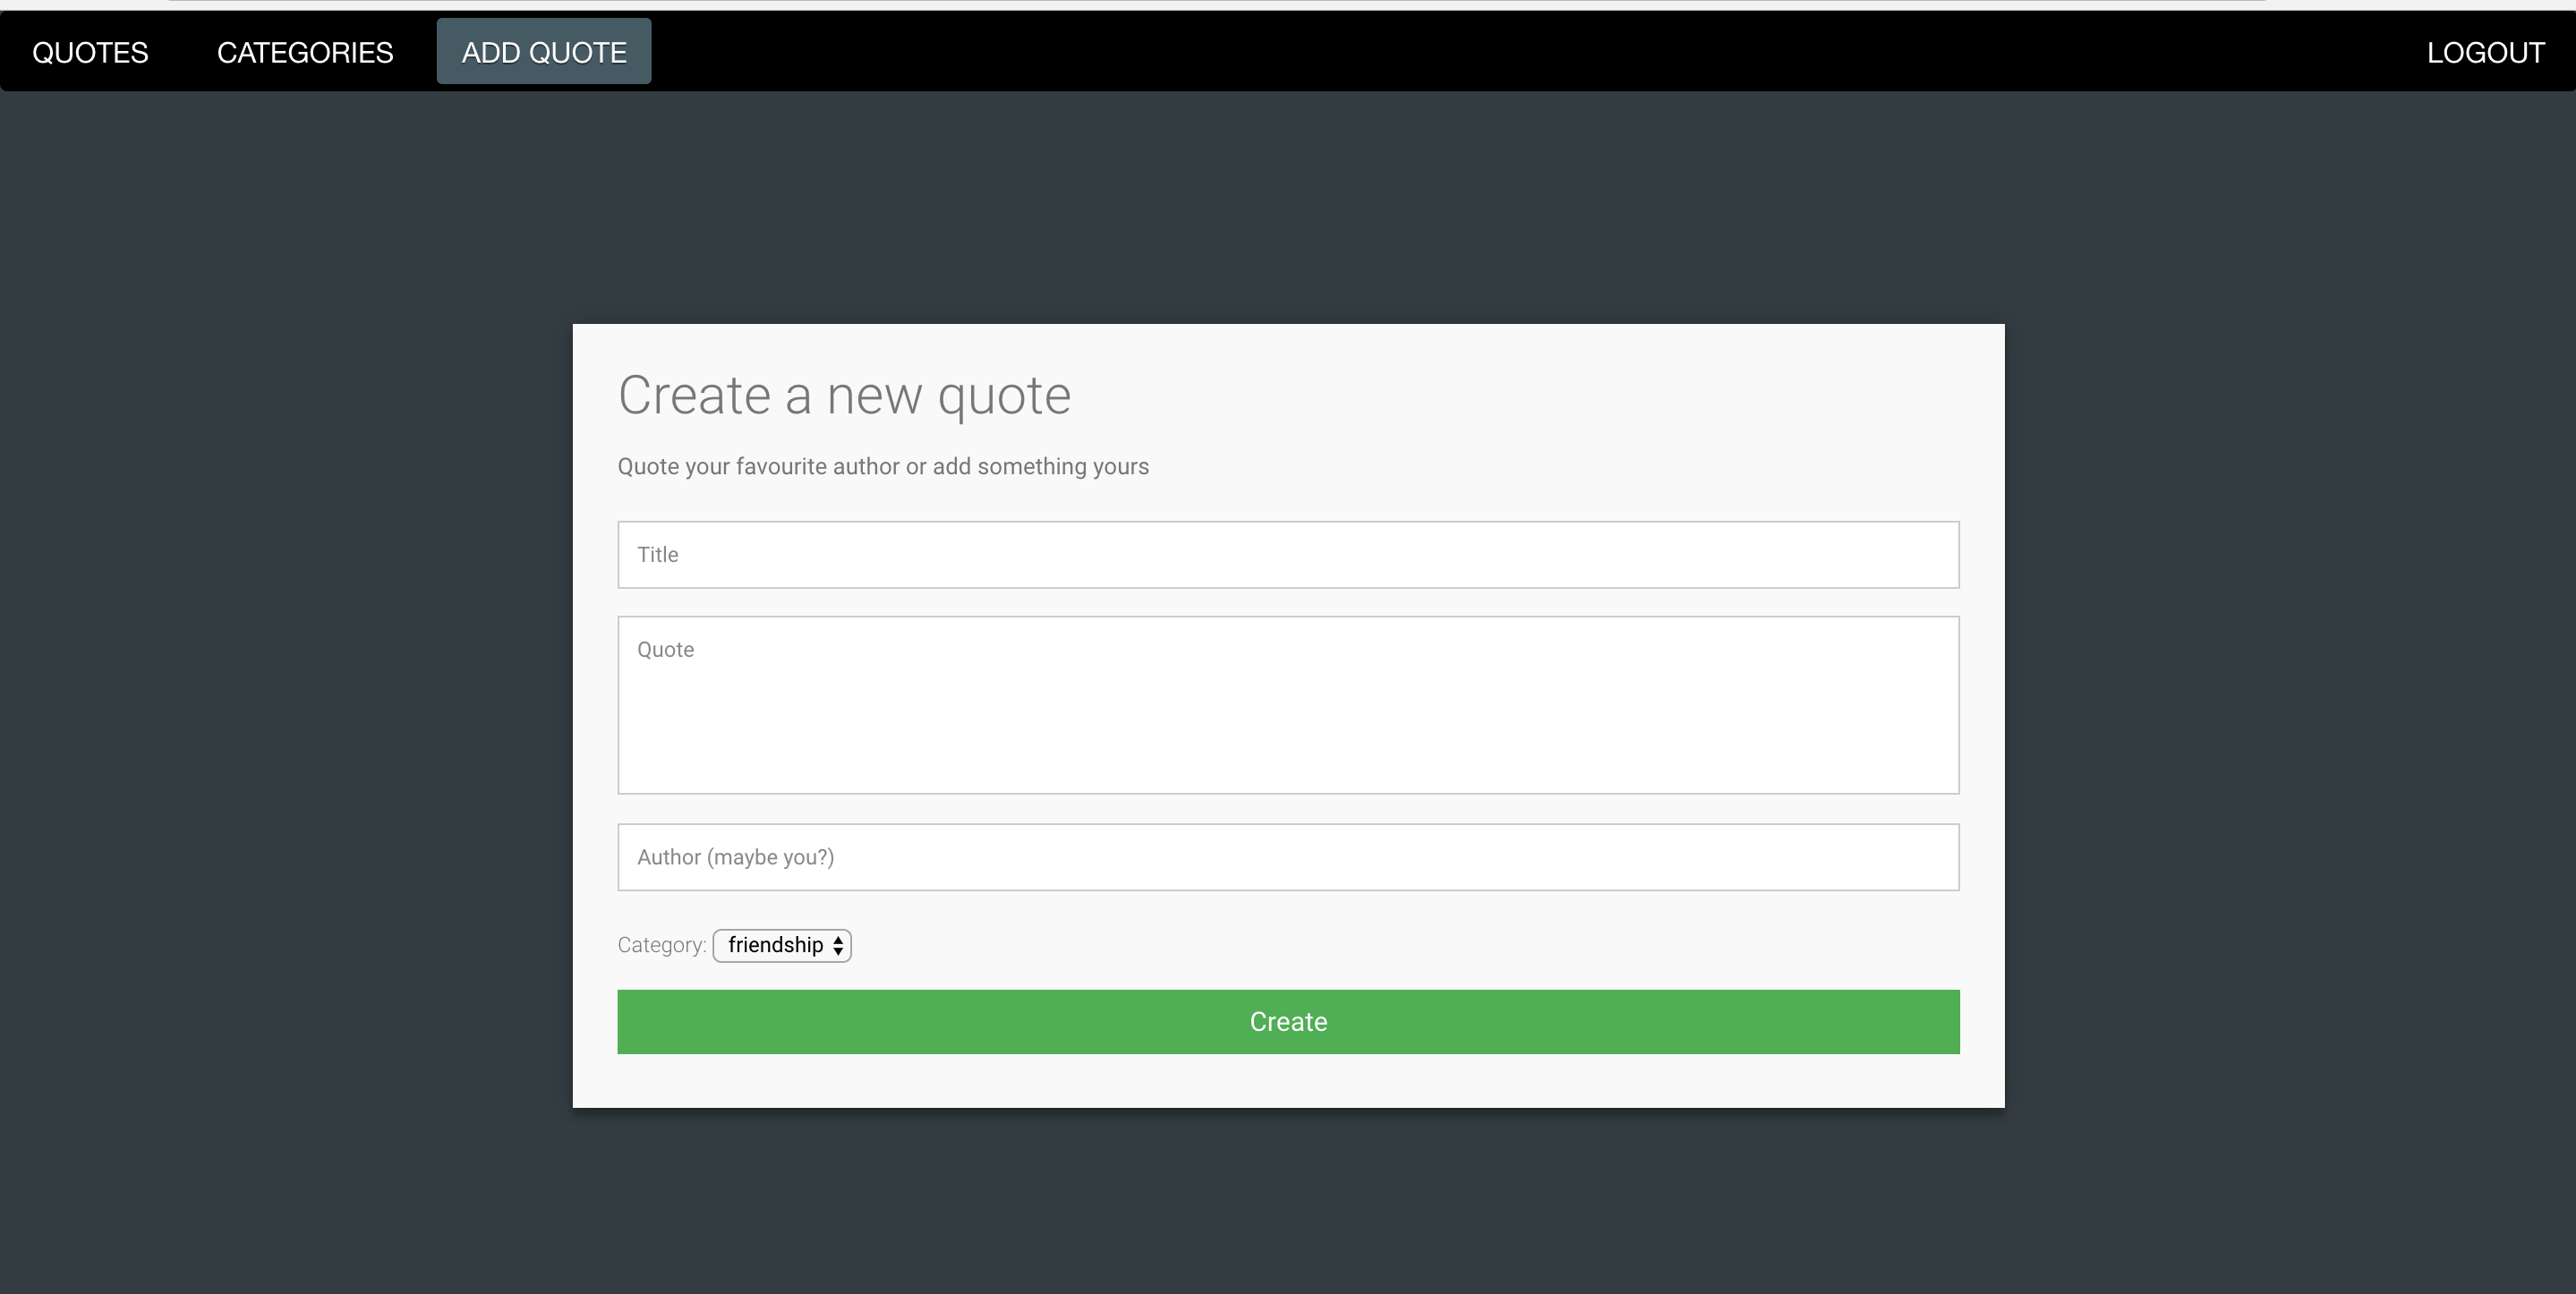 QUOTES CATEGORIES ADD QUOTE LOGOUT
Create a new quote
Quote your favourite author or add something yours
Title
Quote
Author (maybe you?)
Category: friendship
Create